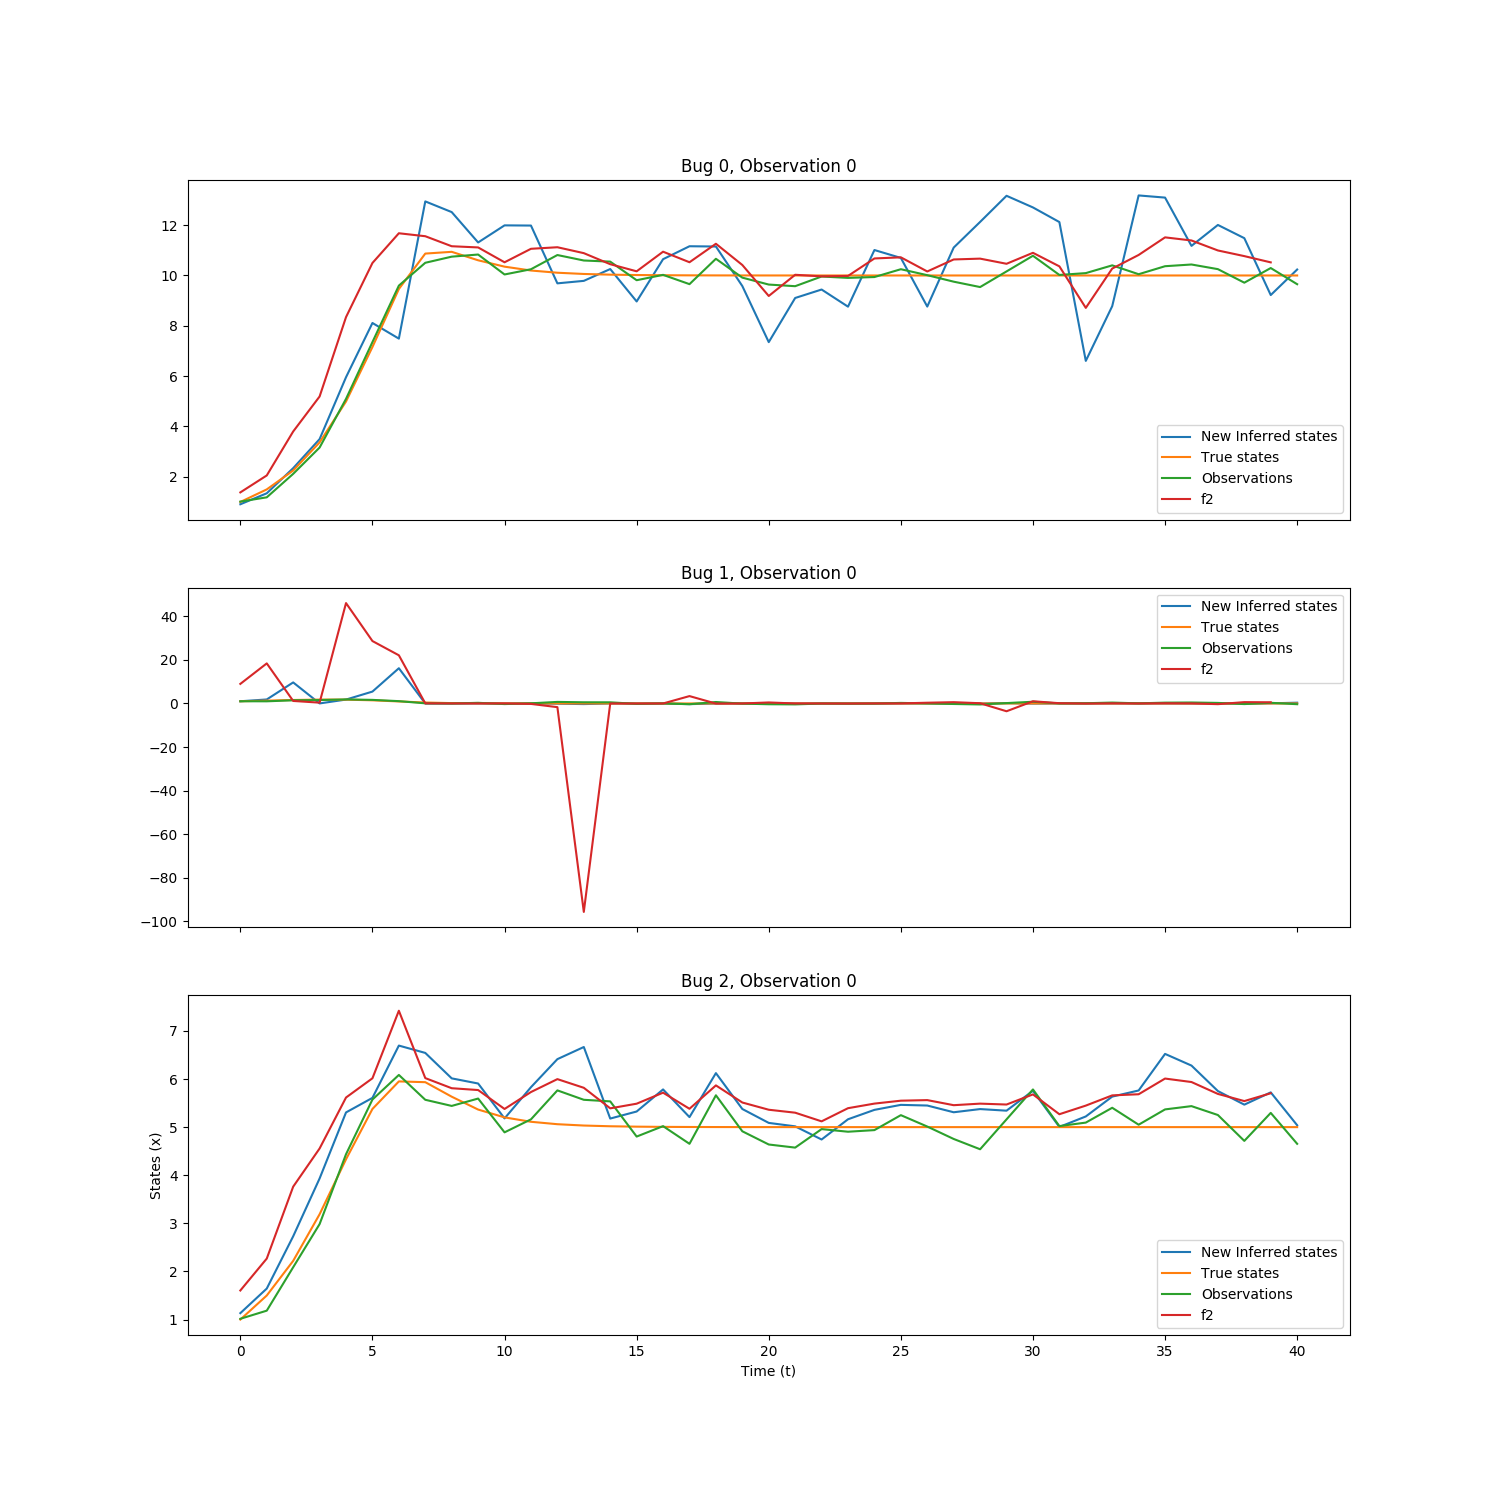 Bug 0, Observation 0
12
10
8
6
4
2
New Inferred states
True states
Observations
f2
Bug 1, Observation 0
40
20
0
−20
−40
−60
−80
−100
New Inferred states
True states
Observations
f2
Bug 2, Observation 0
States (x)
7
6
5
4
3
2
1
New Inferred states
True states
Observations
f2
0 5 10 15 20 25 30 35 40
Time (t)